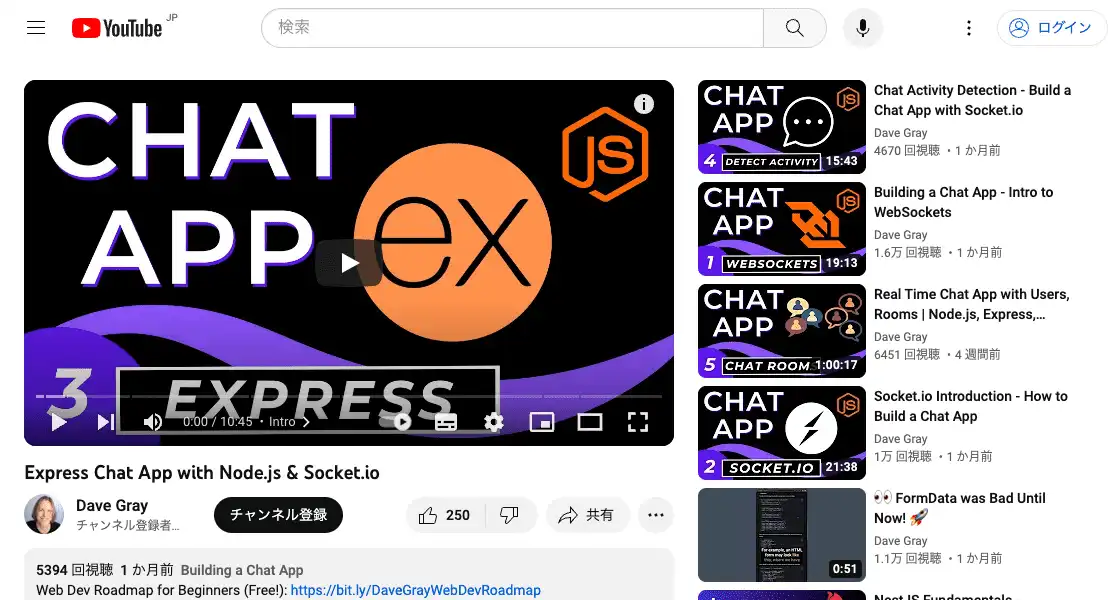 YouTube JP
検索
ログイン
CHAT
APP
ex
JS
3 EXPRESS
0:00 / 10:45 • Intro
Express Chat App with Node.js & Socket.io
Dave Gray
チャンネル登録者…
チャンネル登録
250
共有
5394 回視聴 1 か月前 Building a Chat App
Web Dev Roadmap for Beginners (Free!): https://bit.ly/DaveGrayWebDevRoadmap
CHAT
APP
JS
4 DETECT ACTIVITY 15:43
Chat Activity Detection - Build a
Chat App with Socket.io
Dave Gray
4670 回視聴 ・1 か月前
CHAT
APP
JS
1 WEBSOCKETS 19:13
Building a Chat App - Intro to
WebSockets
Dave Gray
1.6万 回視聴 ・1 か月前
CHAT
APP
5 CHAT ROOM 1:00:17
Real Time Chat App with Users,
Rooms | Node.js, Express,…
Dave Gray
6451 回視聴 ・4 週間前
CHAT
APP
JS
2 SOCKET.IO 21:38
Socket.io Introduction - How to
Build a Chat App
Dave Gray
1万 回視聴 ・1 か月前
For example, an HTML
form may look like
0:51
👀 FormData was Bad Until
Now! 🚀
Dave Gray
1.1万 回視聴 ・1 か月前